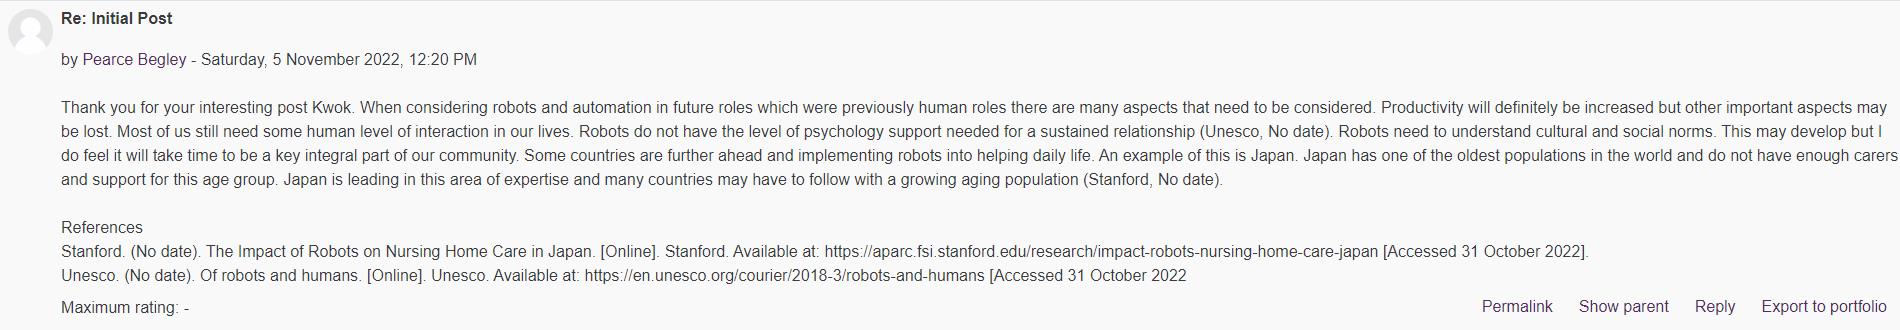 Re: Initial Post
by Pearce Begley - Saturday, 5 November 2022, 12:20 PM
Thank you for your interesting post Kwok. When considering robots and automation in future roles which were previously human roles there are many aspects that need to be considered. Productivity will definitely be increased but other important aspects may
be lost. Most of us still need some human level of interaction in our lives. Robots do not have the level of psychology support needed for a sustained relationship (Unesco, No date). Robots need to understand cultural and social norms. This may develop but I
do feel it will take time to be a key integral part of our community. Some countries are further ahead and implementing robots into helping daily life. An example of this is Japan. Japan has one of the oldest populations in the world and do not have enough carers
and support for this age group. Japan is leading in this area of expertise and many countries may have to follow with a growing aging population (Stanford, No date).
References
Stanford. (No date). The Impact of Robots on Nursing Home Care in Japan. [Online]. Stanford. Available at: https://aparc.fsi.stanford.edu/research/impact-robots-nursing-home-care-japan [Accessed 31 October 2022].
Unesco. (No date). Of robots and humans. [Online]. Unesco. Available at: https://en.unesco.org/courier/2018-3/robots-and-humans [Accessed 31 October 2022
Maximum rating: - Permalink Show parent Reply Export to portfolio